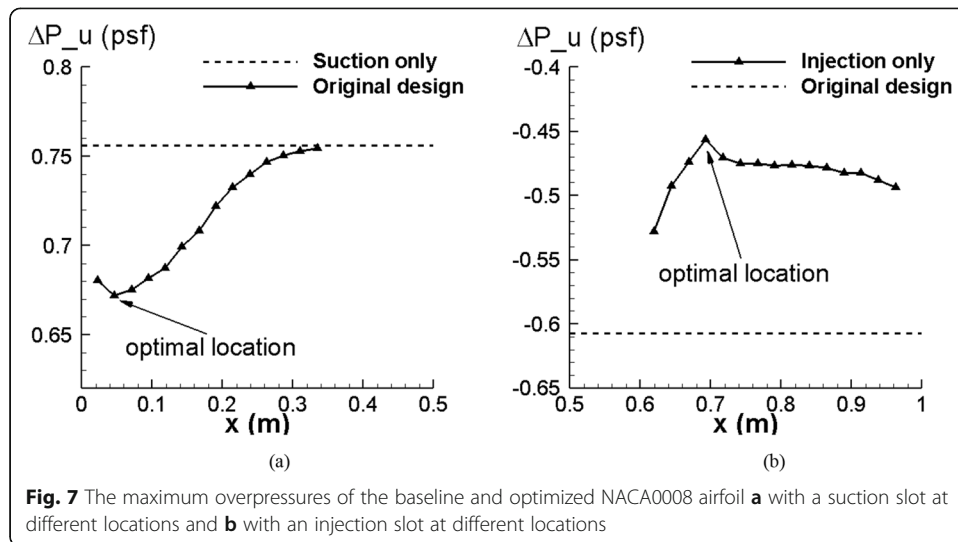 ΔP_u (psf)
Suction only
Original design
0.8
0.75
0.7
0.65
optimal location
0
0.1
0.2
0.3
0.4
0.5
x (m)
(a)
ΔP_u (psf)
Injection only
Original design
-0.4
-0.45
-0.5
-0.55
-0.6
-0.65
optimal location
0.5
0.6
0.7
0.8
0.9
1
x (m)
(b)
Fig. 7 The maximum overpressures of the baseline and optimized NACA0008 airfoil a with a suction slot at
different locations and b with an injection slot at different locations